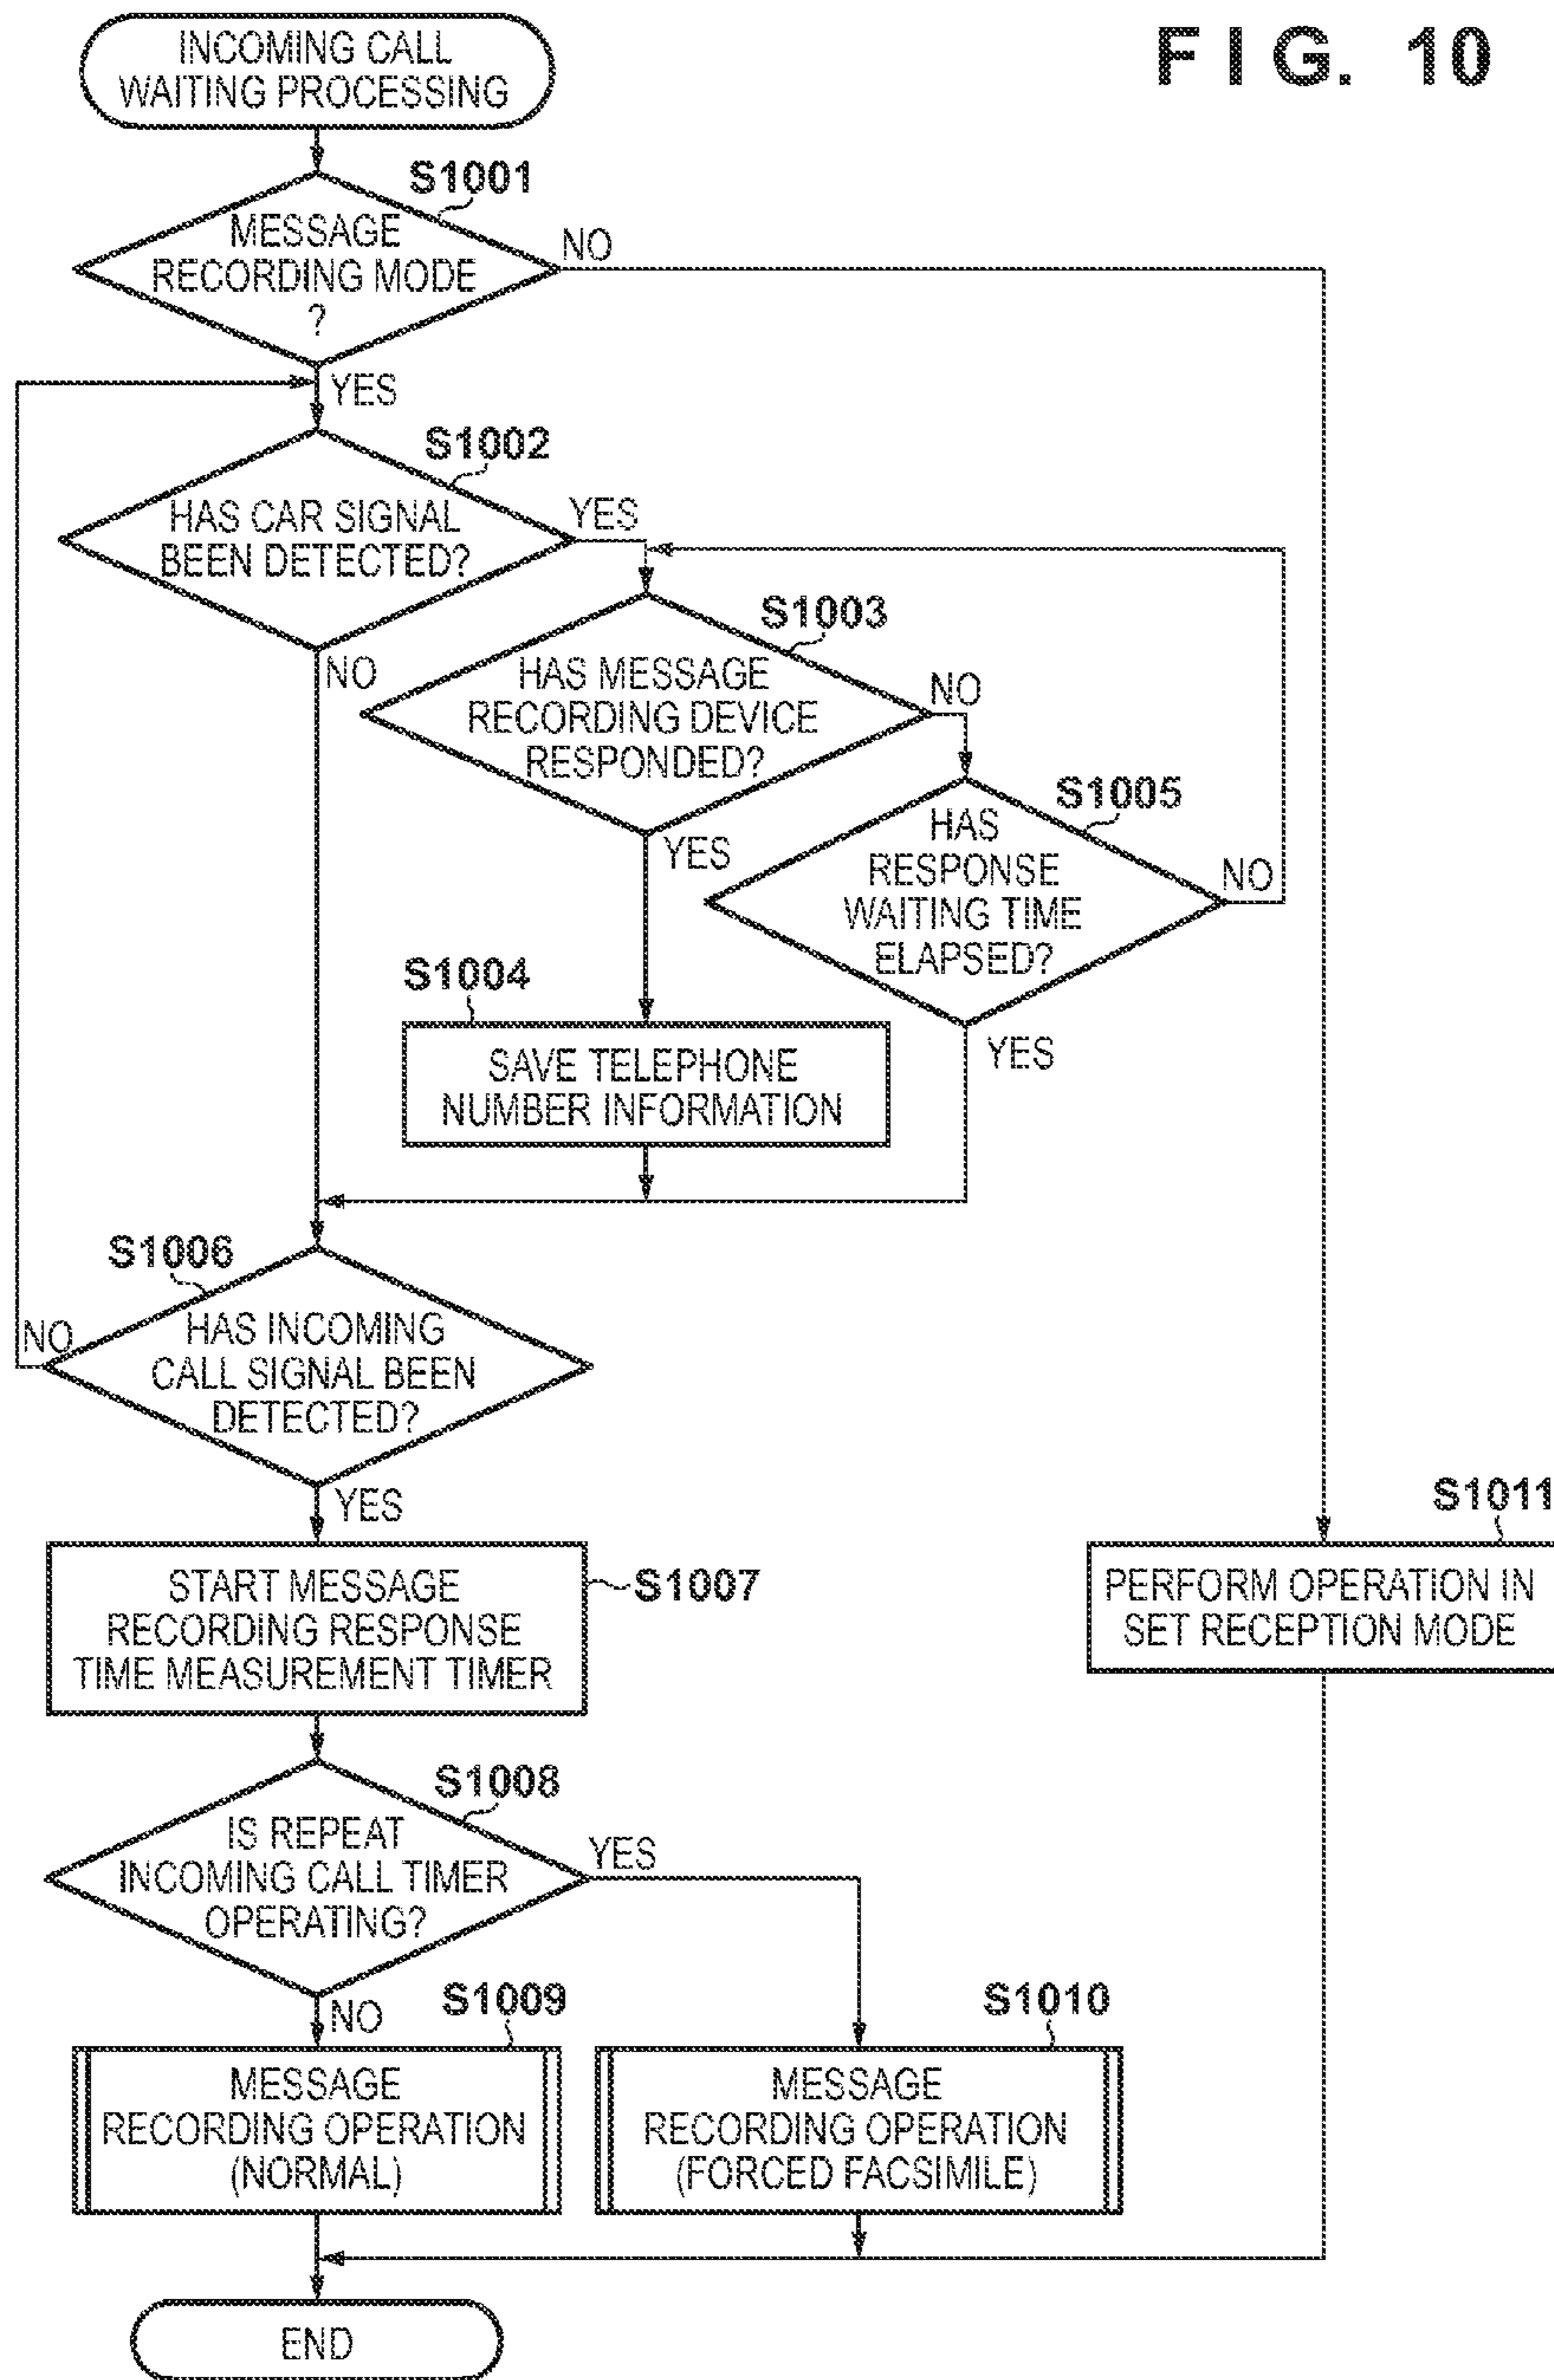 FIG. 10
INCOMING CALL
WAITING PROCESSING
S1001
MESSAGE
RECORDING MODE
?
NO
YES
S1002
HAS CAR SIGNAL
BEEN DETECTED?
YES
NO
S1003
HAS MESSAGE
RECORDING DEVICE
RESPONDED?
NO
YES
S1005
HAS
RESPONSE
WAITING TIME
ELAPSED?
NO
YES
S1004
SAVE TELEPHONE
NUMBER INFORMATION
S1006
HAS INCOMING
CALL SIGNAL BEEN
DETECTED?
NO
YES
S1007
START MESSAGE
RECORDING RESPONSE
TIME MEASUREMENT TIMER
S1011
PERFORM OPERATION IN
SET RECEPTION MODE
S1008
IS REPEAT
INCOMING CALL TIMER
OPERATING?
YES
NO
S1009
MESSAGE
RECORDING OPERATION
(NORMAL)
S1010
MESSAGE
RECORDING OPERATION
(FORCED FACSIMILE)
END